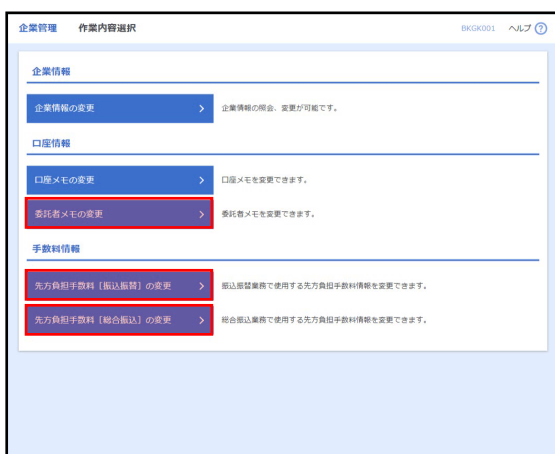 企業管理 作業内容選択 BKGK001 ヘルプ ?
企業情報
企業情報の変更 企業情報の照会、変更が可能です。
口座情報
口座メモの変更 口座メモを変更できます。
委託者メモの変更 委託者メモを変更できます。
手数料情報
先方負担手数料［振込振替］の変更 振込振替業務で使用する先方負担手数料情報を変更できます。
先方負担手数料［総合振込］の変更 総合振込業務で使用する先方負担手数料情報を変更できます。